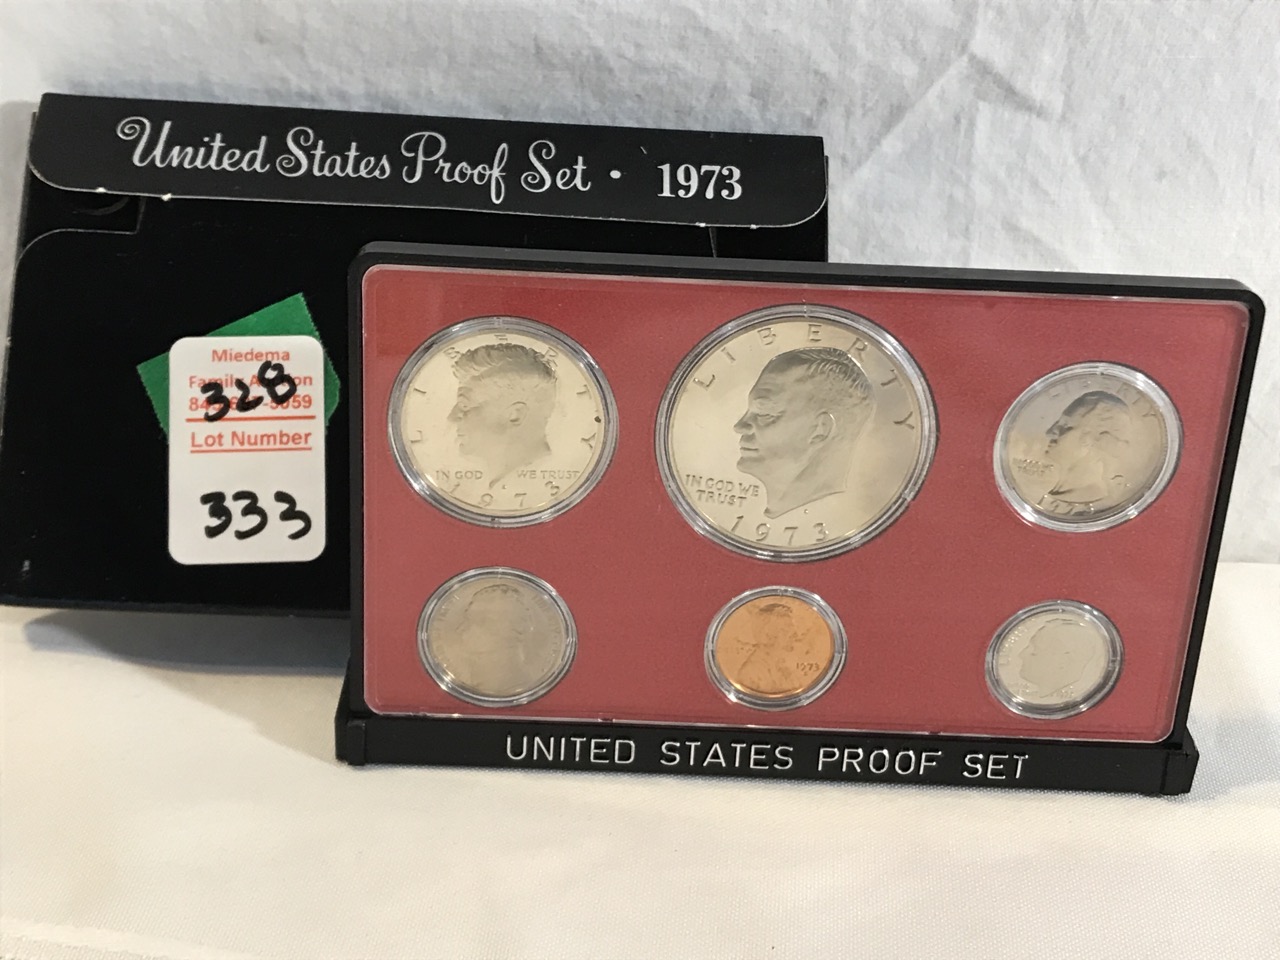 United States Proof Set • 1973
Miedema
328
Lot Number
333
LIBERTY
IN GOD WE TRUST
1973
LIBERTY
IN GOD WE
TRUST
1973
1973
UNITED STATES PROOF SET